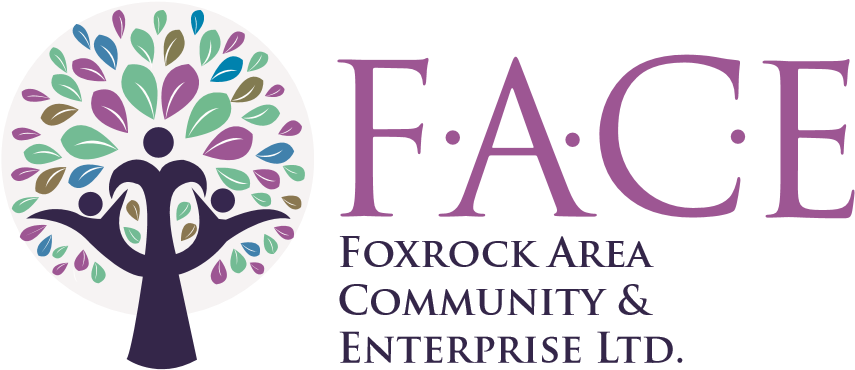 F·A·C·E
Foxrock Area
Community &
Enterprise Ltd.